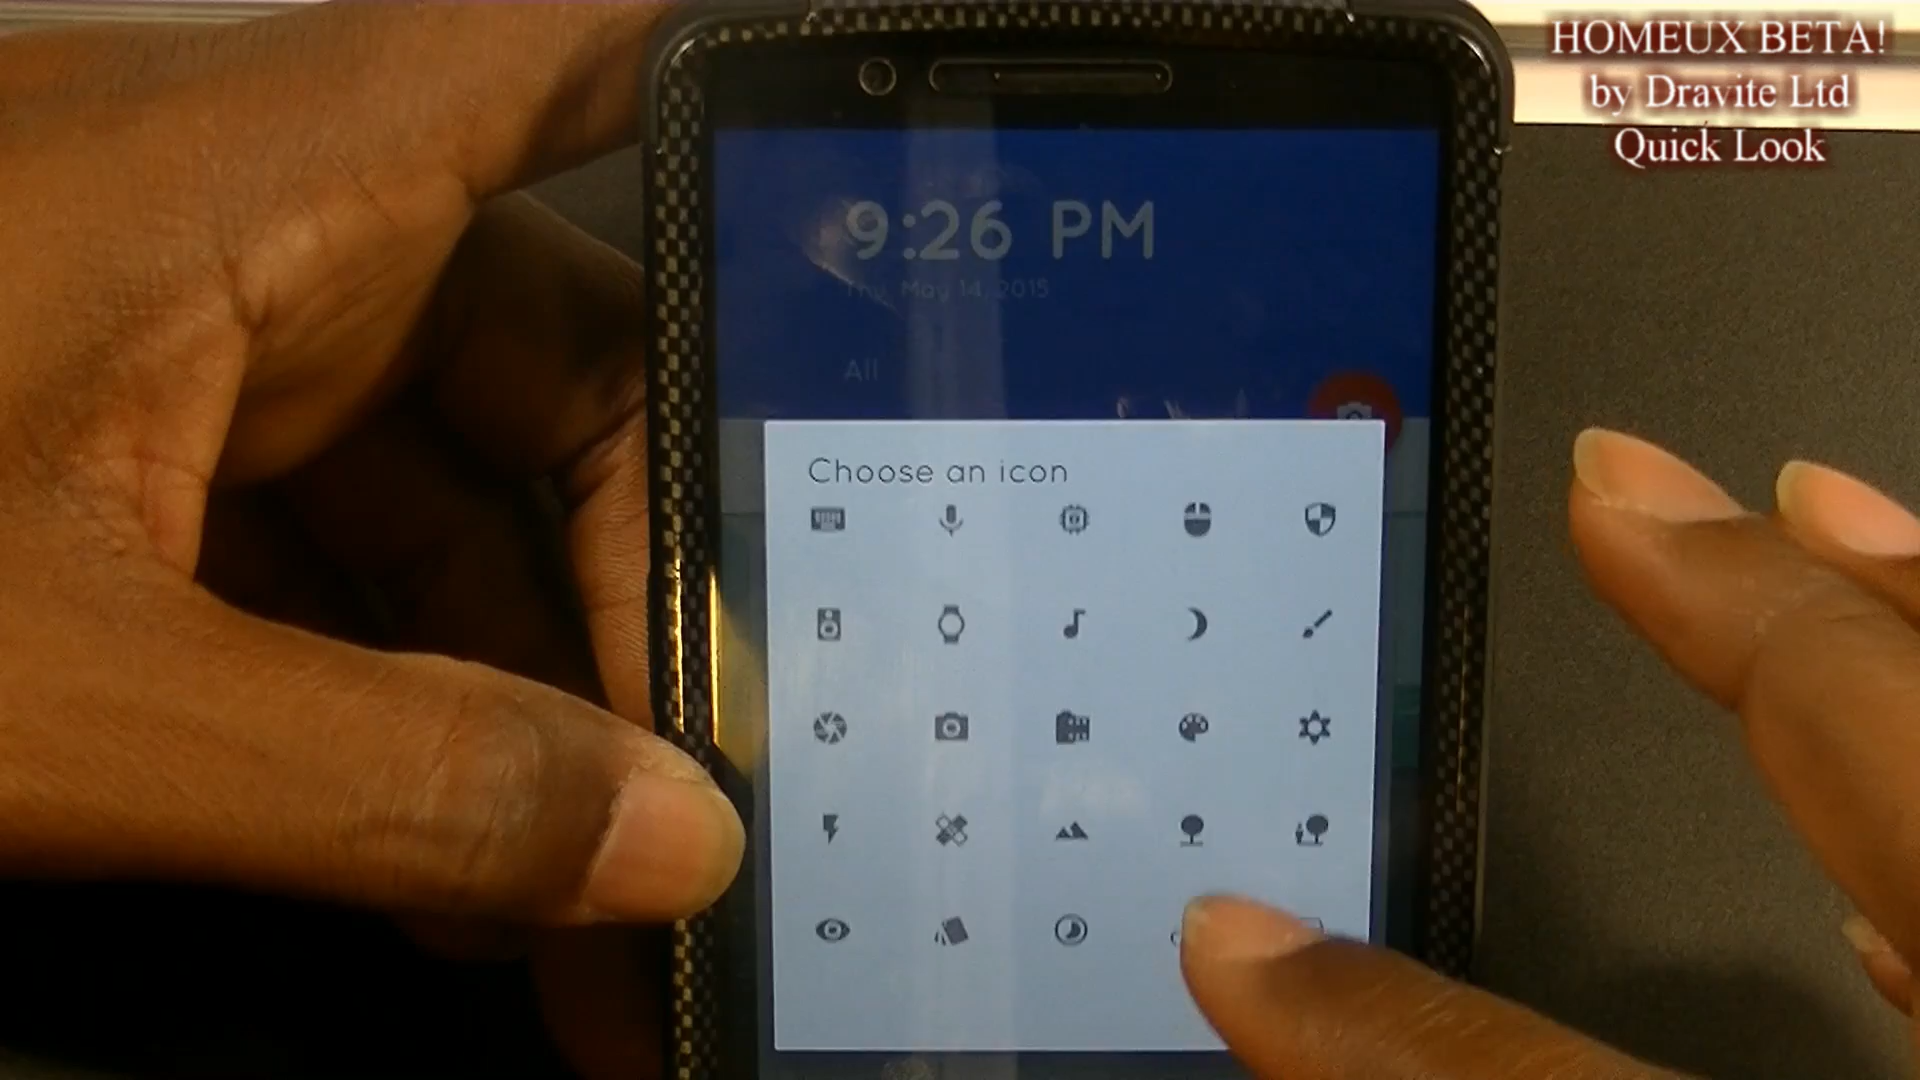 HOMEUX BETA!
by Dravite Ltd
Quick Look
9:26 PM
Thu, May 14, 2015
All
Choose an icon